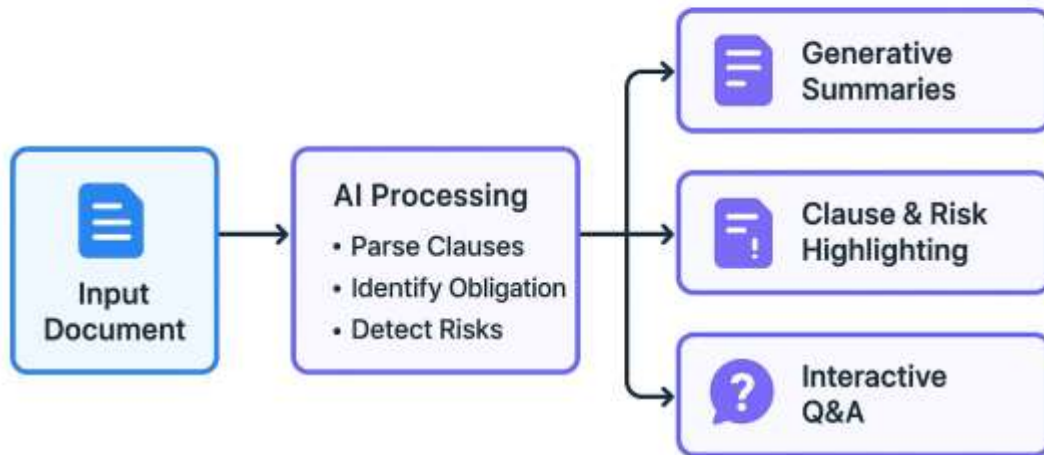 Input
Document
AI Processing
• Parse Clauses
• Identify Obligation
• Detect Risks
Generative
Summaries
Clause & Risk
Highlighting
Interactive
Q&A